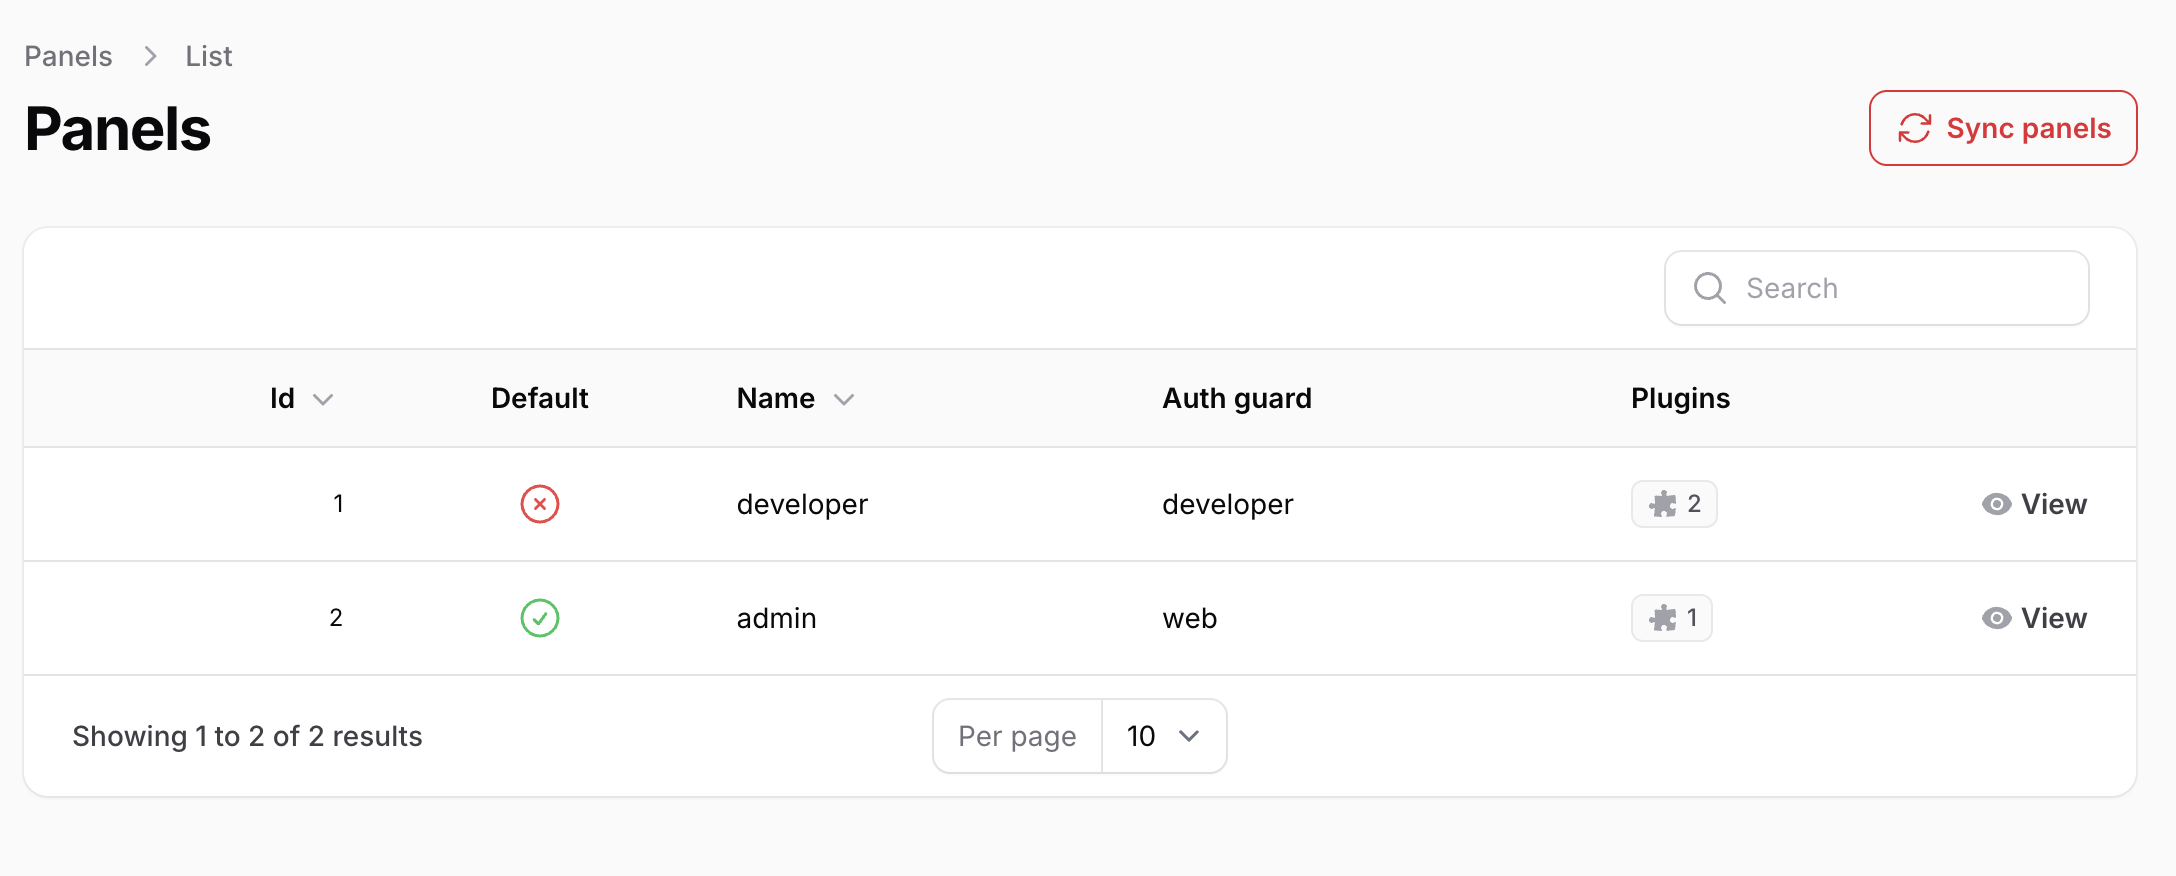 Panels List
Panels
Sync panels
Search
Id Default Name Auth guard Plugins
1 developer developer 2 View
2 admin web 1 View
Showing 1 to 2 of 2 results Per page 10